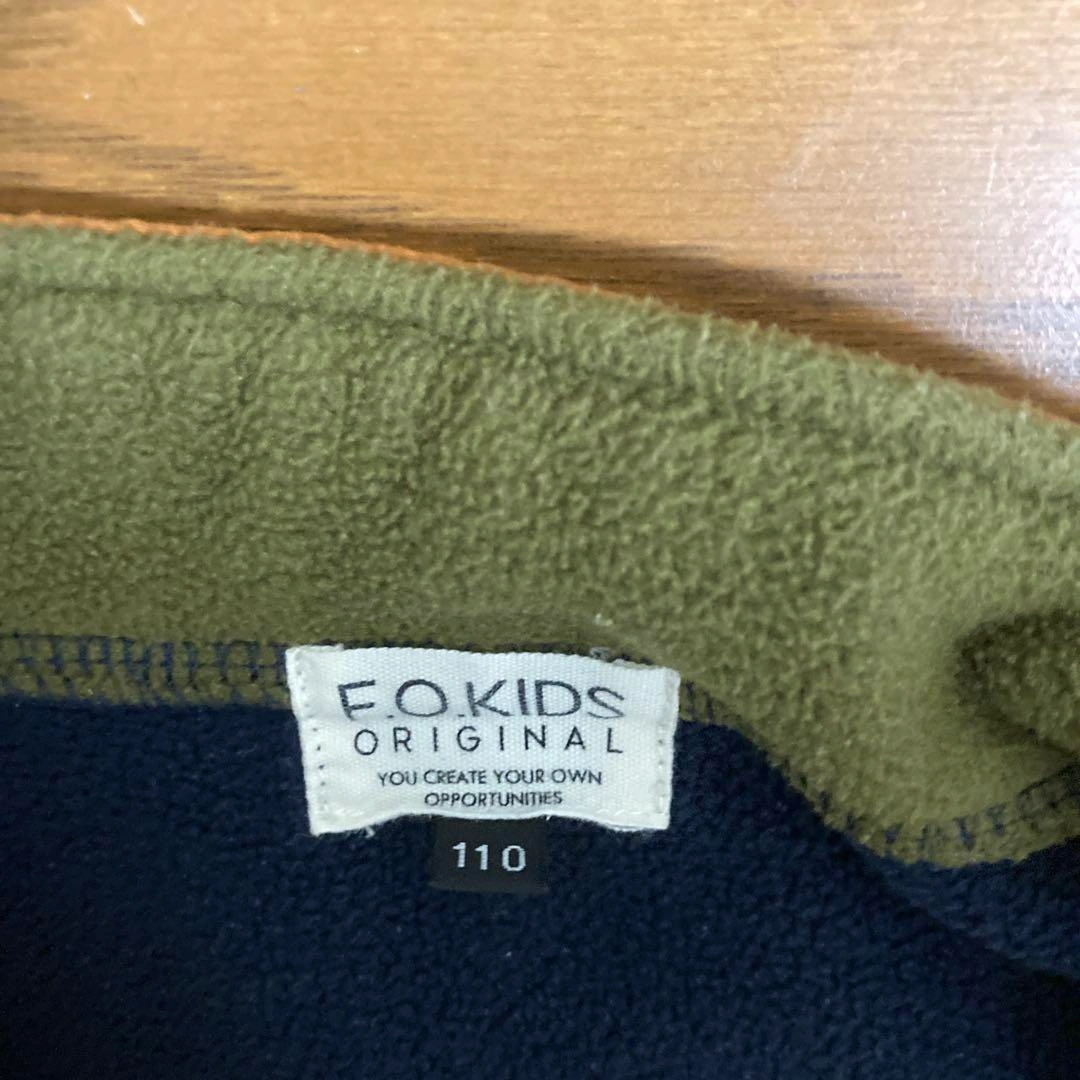 F.O.KIDS
ORIGINAL
YOU CREATE YOUR OWN
OPPORTUNITIES
110